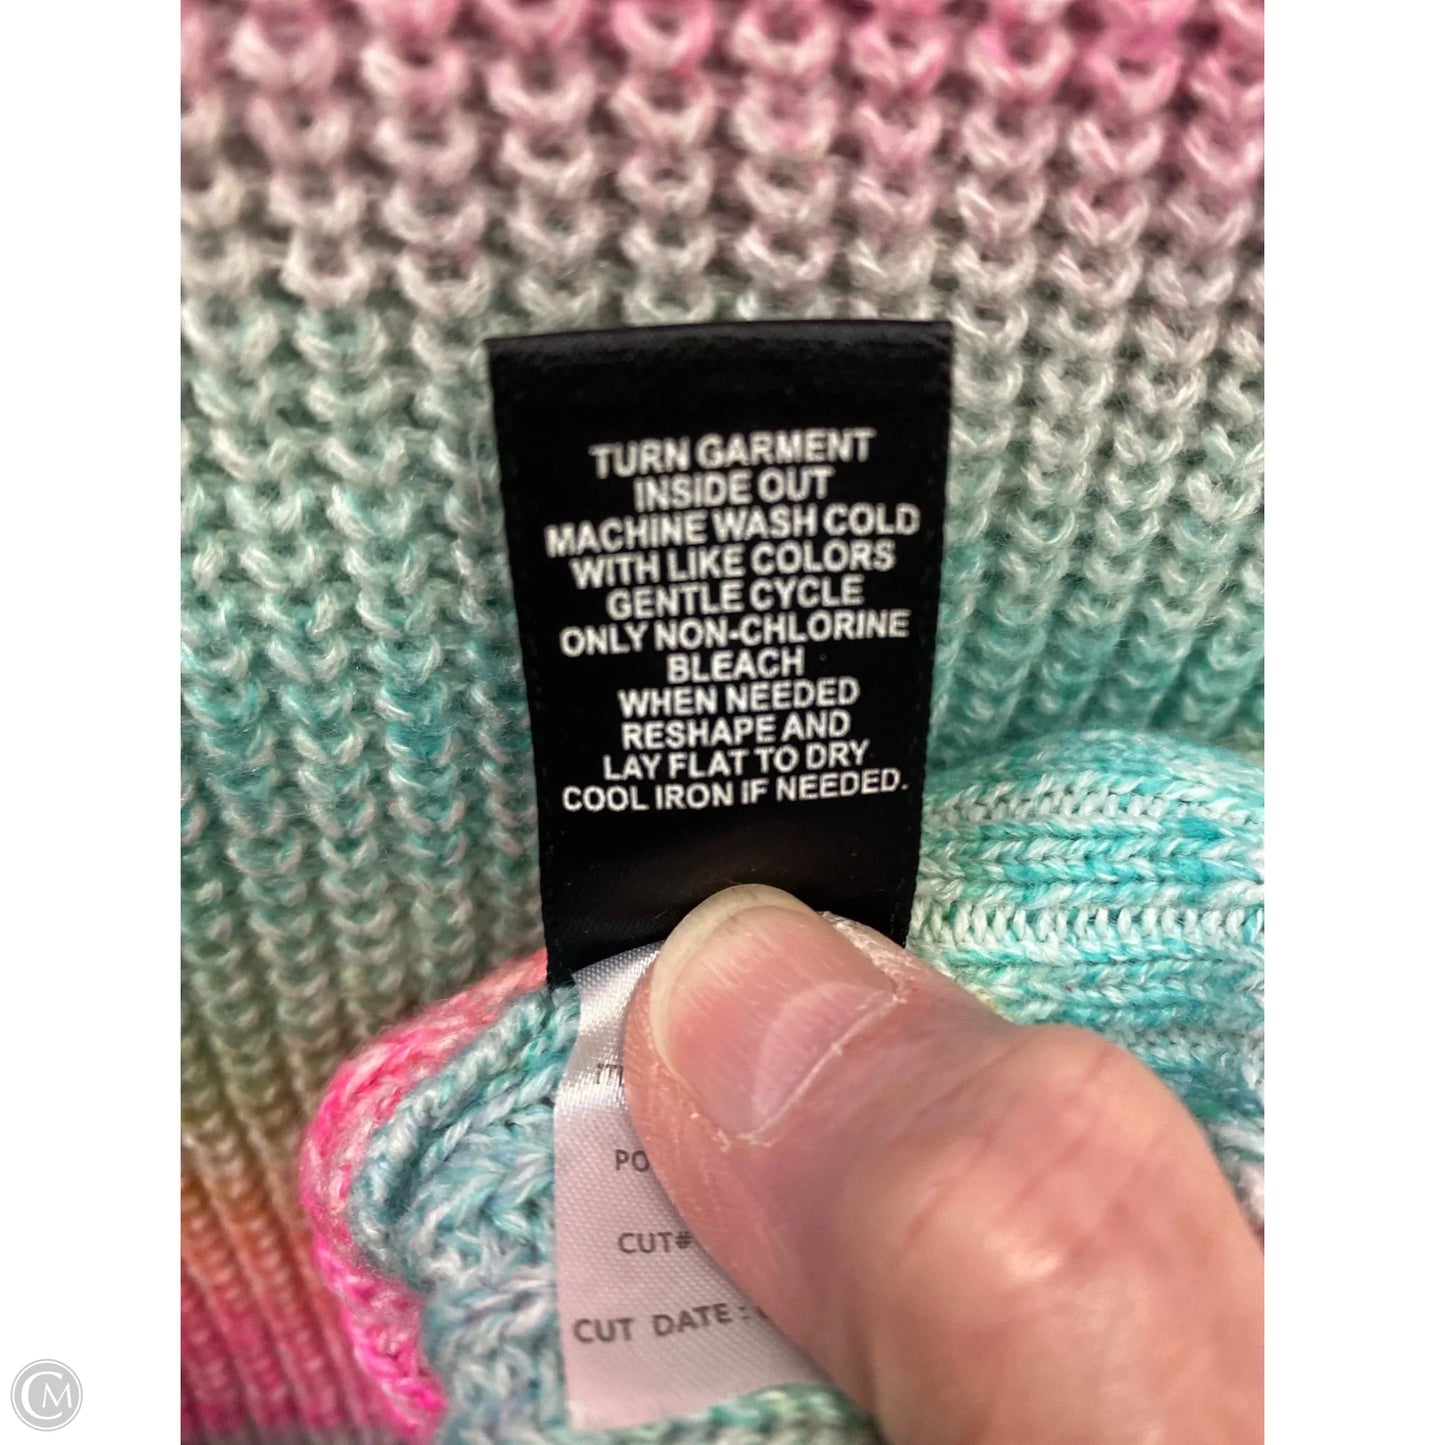 TURN GARMENT
INSIDE OUT
MACHINE WASH COLD
WITH LIKE COLORS
GENTLE CYCLE
ONLY NON-CHLORINE
BLEACH
WHEN NEEDED
RESHAPE AND
LAY FLAT TO DRY
COOL IRON IF NEEDED.
PO
CUT#
CUT DATE:
CM